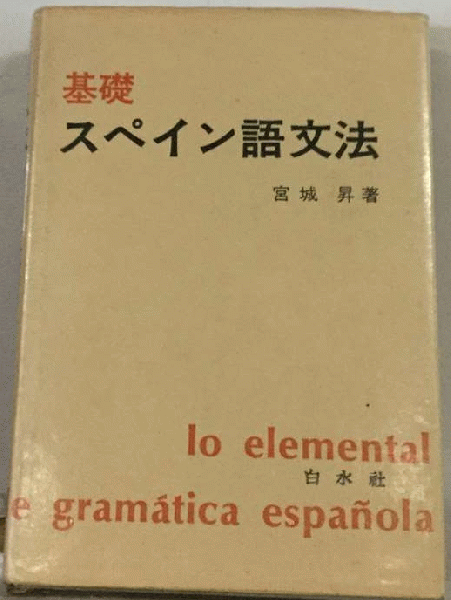 基礎
スペイン語文法
宮城 昇著
lo elemental
白水社
e gramática española